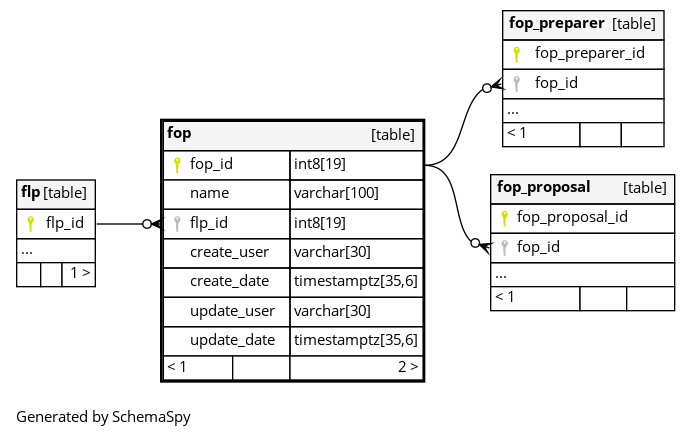 fop_preparer [table]
fop_preparer_id
fop_id
...
< 1
fop [table]
fop_id int8[19]
name varchar[100]
flp_id int8[19]
create_user varchar[30]
create_date timestamptz[35,6]
update_user varchar[30]
update_date timestamptz[35,6]
< 1 2 >
flp [table]
flp_id
...
1 >
fop_proposal [table]
fop_proposal_id
fop_id
...
< 1
Generated by SchemaSpy